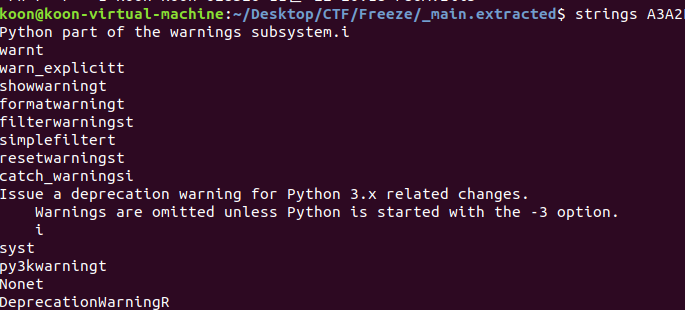 koon@koon-virtual-machine:~/Desktop/CTF/Freeze/_main.extracted$ strings A3A2
Python part of the warnings subsystem.i
warnt
warn_explicitt
showwarningt
formatwarningt
filterwarningst
simplefiltert
resetwarningst
catch_warningsi
Issue a deprecation warning for Python 3.x related changes.
    Warnings are omitted unless Python is started with the -3 option.
    i
syst
py3kwarningt
Nonet
DeprecationWarningR